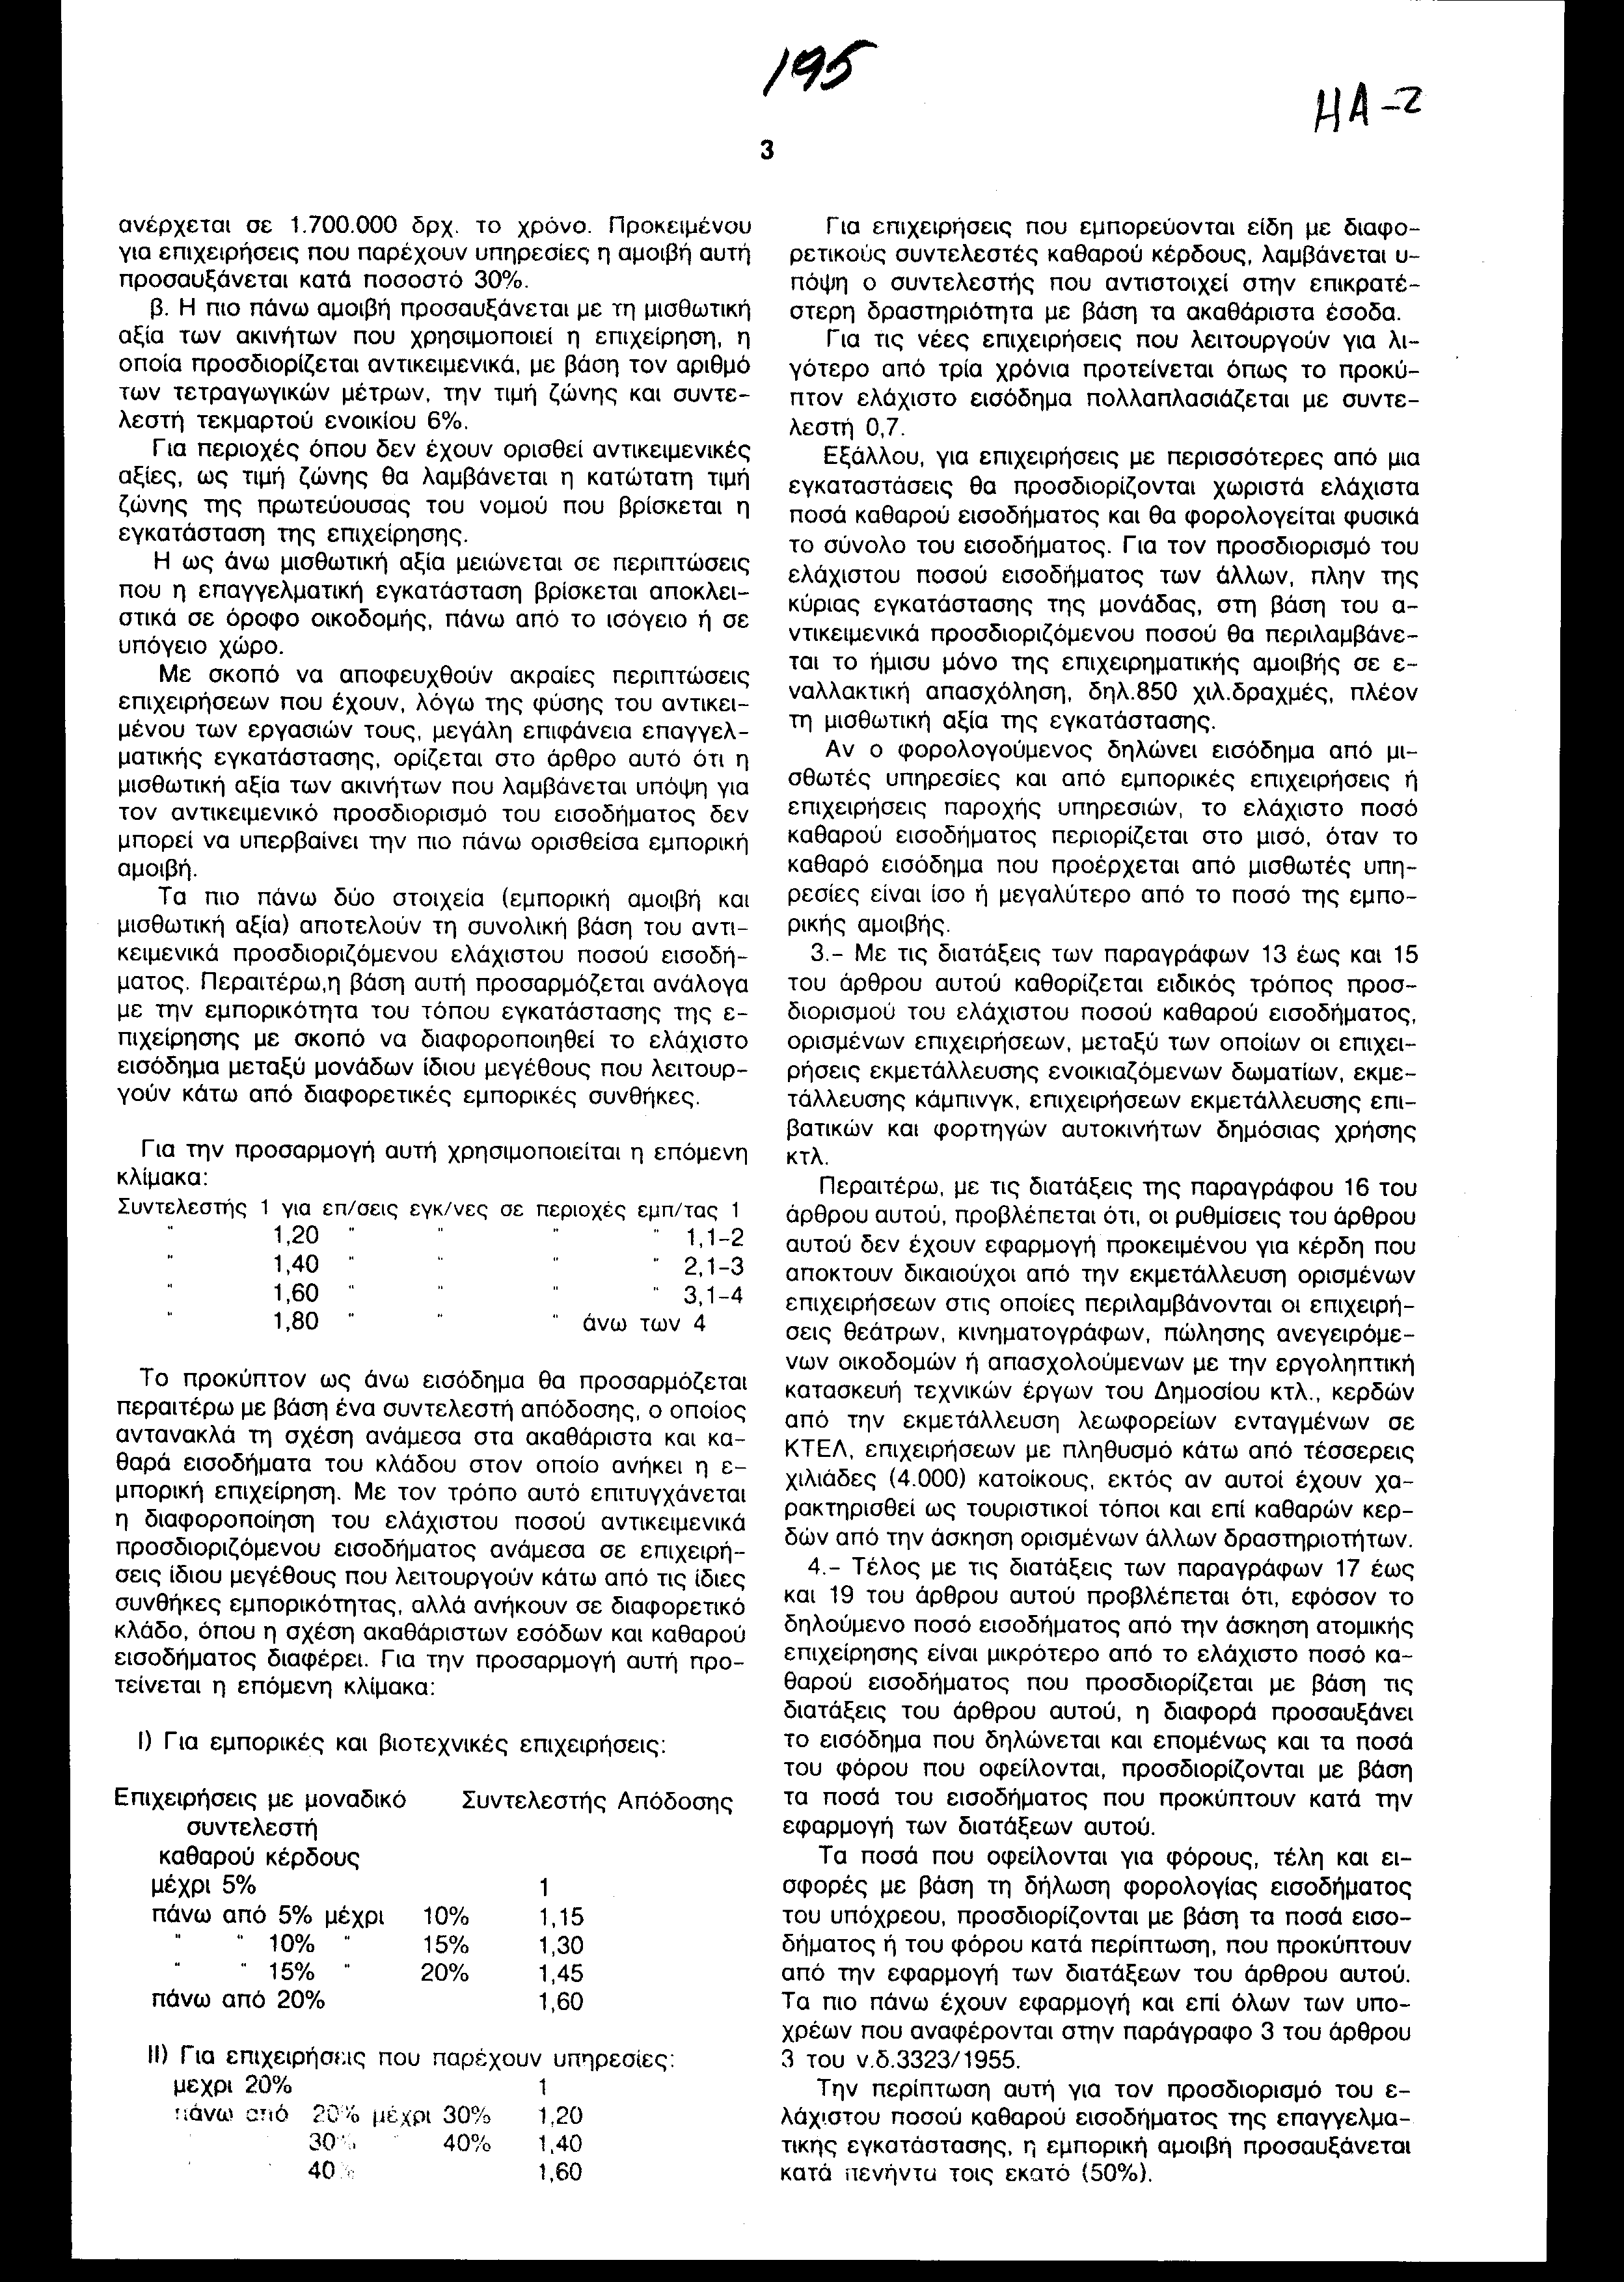 195
ΗΑ-2
3
ανέρχεται σε 1.700.000 δρχ. το χρόνο. Προκειμένου
για επιχειρήσεις που παρέχουν υπηρεσίες η αμοιβή αυτή
προσαυξάνεται κατά ποσοστό 30%.
β. Η πιο πάνω αμοιβή προσαυξάνεται με τη μισθωτική
αξία των ακινήτων που χρησιμοποιεί η επιχείρηση, η
οποία προσδιορίζεται αντικειμενικά, με βάση τον αριθμό
των τετραγωγικών μέτρων, την τιμή ζώνης και συντε-
λεστή τεκμαρτού ενοικίου 6%.
Για περιοχές όπου δεν έχουν ορισθεί αντικειμενικές
αξίες, ως τιμή ζώνης θα λαμβάνεται η κατώτατη τιμή
ζώνης της πρωτεύουσας του νομού που βρίσκεται η
εγκατάσταση της επιχείρησης.
Η ως άνω μισθωτική αξία μειώνεται σε περιπτώσεις
που η επαγγελματική εγκατάσταση βρίσκεται αποκλει-
στικά σε όροφο οικοδομής, πάνω από το ισόγειο ή σε
υπόγειο χώρο.
Με σκοπό να αποφευχθούν ακραίες περιπτώσεις
επιχειρήσεων που έχουν, λόγω της φύσης του αντικει-
μένου των εργασιών τους, μεγάλη επιφάνεια επαγγελ-
ματικής εγκατάστασης, ορίζεται στο άρθρο αυτό ότι η
μισθωτική αξία των ακινήτων που λαμβάνεται υπόψη για
τον αντικειμενικό προσδιορισμό του εισοδήματος δεν
μπορεί να υπερβαίνει την πιο πάνω ορισθείσα εμπορική
αμοιβή.
Τα πιο πάνω δύο στοιχεία (εμπορική αμοιβή και
μισθωτική αξία) αποτελούν τη συνολική βάση του αντι-
κειμενικά προσδιοριζόμενου ελάχιστου ποσού εισοδή-
ματος. Περαιτέρω,η βάση αυτή προσαρμόζεται ανάλογα
με την εμπορικότητα του τόπου εγκατάστασης της ε-
πιχείρησης με σκοπό να διαφοροποιηθεί το ελάχιστο
εισόδημα μεταξύ μονάδων ίδιου μεγέθους που λειτουρ-
γούν κάτω από διαφορετικές εμπορικές συνθήκες.
Για την προσαρμογή αυτή χρησιμοποιείται η επόμενη
κλίμακα:
Συντελεστής 1 για επ/σεις εγκ/νες σε περιοχές εμπ/τας 1
" 1,20 " " " " 1,1-2
" 1,40 " " " " 2,1-3
" 1,60 " " " " 3,1-4
" 1,80 " " " άνω των 4
Το προκύπτον ως άνω εισόδημα θα προσαρμόζεται
περαιτέρω με βάση ένα συντελεστή απόδοσης, ο οποίος
αντανακλά τη σχέση ανάμεσα στα ακαθάριστα και κα-
θαρά εισοδήματα του κλάδου στον οποίο ανήκει η ε-
μπορική επιχείρηση. Με τον τρόπο αυτό επιτυγχάνεται
η διαφοροποίηση του ελάχιστου ποσού αντικειμενικά
προσδιοριζόμενου εισοδήματος ανάμεσα σε επιχειρή-
σεις ίδιου μεγέθους που λειτουργούν κάτω από τις ίδιες
συνθήκες εμπορικότητας, αλλά ανήκουν σε διαφορετικό
κλάδο, όπου η σχέση ακαθάριστων εσόδων και καθαρού
εισοδήματος διαφέρει. Για την προσαρμογή αυτή προ-
τείνεται η επόμενη κλίμακα:
Ι) Για εμπορικές και βιοτεχνικές επιχειρήσεις:
Επιχειρήσεις με μοναδικό Συντελεστής Απόδοσης
συντελεστή
καθαρού κέρδους
μέχρι 5% 1
πάνω από 5% μέχρι 10% 1,15
" " 10% " 15% 1,30
" " 15% " 20% 1,45
πάνω από 20% 1,60
ΙΙ) Για επιχειρήσεις που παρέχουν υπηρεσίες:
μεχρι 20% 1
πάνω από 20% μέχρι 30% 1,20
30% " 40% 1,40
40% 1,60
Για επιχειρήσεις που εμπορεύονται είδη με διαφο-
ρετικούς συντελεστές καθαρού κέρδους, λαμβάνεται υ-
πόψη ο συντελεστής που αντιστοιχεί στην επικρατέ-
στερη δραστηριότητα με βάση τα ακαθάριστα έσοδα.
Για τις νέες επιχειρήσεις που λειτουργούν για λι-
γότερο από τρία χρόνια προτείνεται όπως το προκύ-
πτον ελάχιστο εισόδημα πολλαπλασιάζεται με συντε-
λεστή 0,7.
Εξάλλου, για επιχειρήσεις με περισσότερες από μια
εγκαταστάσεις θα προσδιορίζονται χωριστά ελάχιστα
ποσά καθαρού εισοδήματος και θα φορολογείται φυσικά
το σύνολο του εισοδήματος. Για τον προσδιορισμό του
ελάχιστου ποσού εισοδήματος των άλλων, πλην της
κύριας εγκατάστασης της μονάδας, στη βάση του α-
ντικειμενικά προσδιοριζόμενου ποσού θα περιλαμβάνε-
ται το ήμισυ μόνο της επιχειρηματικής αμοιβής σε ε-
ναλλακτική απασχόληση, δηλ.850 χιλ.δραχμές, πλέον
τη μισθωτική αξία της εγκατάστασης.
Αν ο φορολογούμενος δηλώνει εισόδημα από μι-
σθωτές υπηρεσίες και από εμπορικές επιχειρήσεις ή
επιχειρήσεις παροχής υπηρεσιών, το ελάχιστο ποσό
καθαρού εισοδήματος περιορίζεται στο μισό, όταν το
καθαρό εισόδημα που προέρχεται από μισθωτές υπη-
ρεσίες είναι ίσο ή μεγαλύτερο από το ποσό της εμπο-
ρικής αμοιβής.
3.- Με τις διατάξεις των παραγράφων 13 έως και 15
του άρθρου αυτού καθορίζεται ειδικός τρόπος προσ-
διορισμού του ελάχιστου ποσού καθαρού εισοδήματος,
ορισμένων επιχειρήσεων, μεταξύ των οποίων οι επιχει-
ρήσεις εκμετάλλευσης ενοικιαζόμενων δωματίων, εκμε-
τάλλευσης κάμπινγκ, επιχειρήσεων εκμετάλλευσης επι-
βατικών και φορτηγών αυτοκινήτων δημόσιας χρήσης
κτλ.
Περαιτέρω, με τις διατάξεις της παραγράφου 16 του
άρθρου αυτού, προβλέπεται ότι, οι ρυθμίσεις του άρθρου
αυτού δεν έχουν εφαρμογή προκειμένου για κέρδη που
αποκτουν δικαιούχοι από την εκμετάλλευση ορισμένων
επιχειρήσεων στις οποίες περιλαμβάνονται οι επιχειρή-
σεις θεάτρων, κινηματογράφων, πώλησης ανεγειρόμε-
νων οικοδομών ή απασχολούμενων με την εργοληπτική
κατασκευή τεχνικών έργων του Δημοσίου κτλ., κερδών
από την εκμετάλλευση λεωφορείων ενταγμένων σε
ΚΤΕΛ, επιχειρήσεων με πληθυσμό κάτω από τέσσερεις
χιλιάδες (4.000) κατοίκους, εκτός αν αυτοί έχουν χα-
ρακτηρισθεί ως τουριστικοί τόποι και επί καθαρών κερ-
δών από την άσκηση ορισμένων άλλων δραστηριοτήτων.
4.- Τέλος με τις διατάξεις των παραγράφων 17 έως
και 19 του άρθρου αυτού προβλέπεται ότι, εφόσον το
δηλούμενο ποσό εισοδήματος από την άσκηση ατομικής
επιχείρησης είναι μικρότερο από το ελάχιστο ποσό κα-
θαρού εισοδήματος που προσδιορίζεται με βάση τις
διατάξεις του άρθρου αυτού, η διαφορά προσαυξάνει
το εισόδημα που δηλώνεται και επομένως και τα ποσά
του φόρου που οφείλονται, προσδιορίζονται με βάση
τα ποσά του εισοδήματος που προκύπτουν κατά την
εφαρμογή των διατάξεων αυτού.
Τα ποσά που οφείλονται για φόρους, τέλη και ει-
σφορές με βάση τη δήλωση φορολογίας εισοδήματος
του υπόχρεου, προσδιορίζονται με βάση τα ποσά εισο-
δήματος ή του φόρου κατά περίπτωση, που προκύπτουν
από την εφαρμογή των διατάξεων του άρθρου αυτού.
Τα πιο πάνω έχουν εφαρμογή και επί όλων των υπο-
χρέων που αναφέρονται στην παράγραφο 3 του άρθρου
3 του ν.δ.3323/1955.
Την περίπτωση αυτή για τον προσδιορισμό του ε-
λάχιστου ποσού καθαρού εισοδήματος της επαγγελμα-
τικης εγκατάστασης, η εμπορική αμοιβή προσαυξάνεται
κατά πενήντα τοις εκατό (50%).